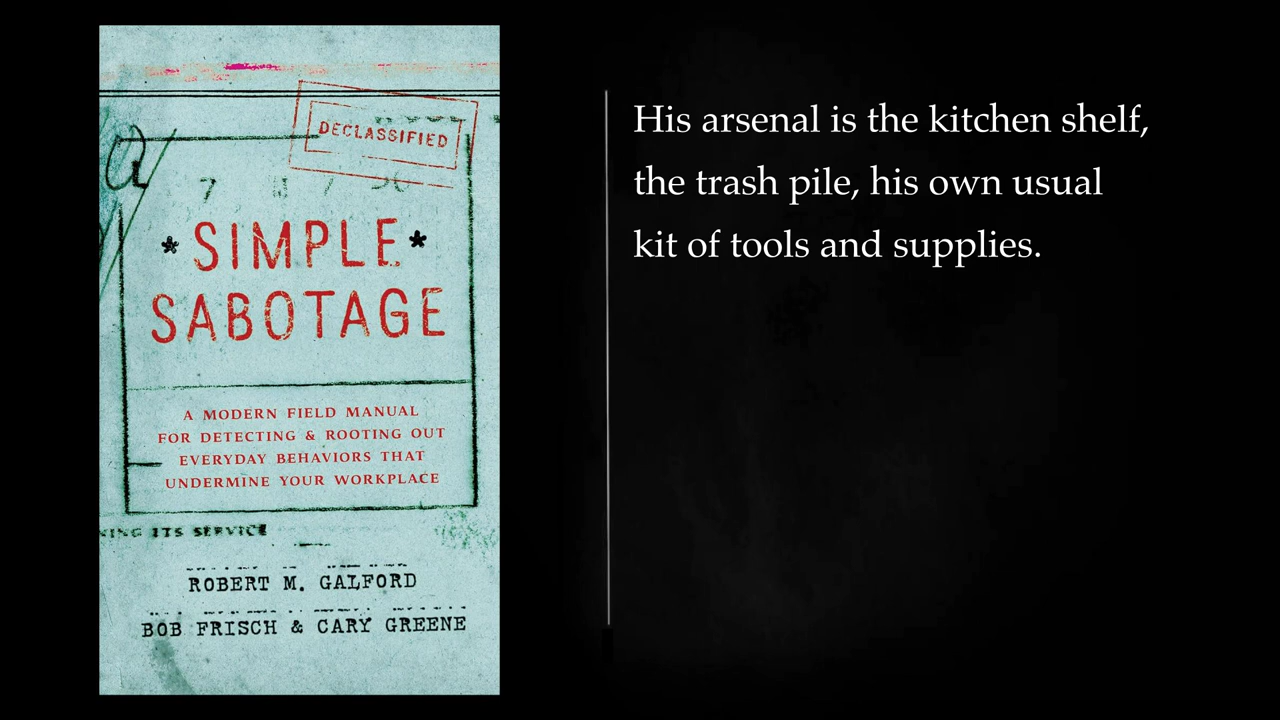 DECLASSIFIED
*SIMPLE*
SABOTAGE
A MODERN FIELD MANUAL
FOR DETECTING & ROOTING OUT
EVERYDAY BEHAVIORS THAT
UNDERMINE YOUR WORKPLACE
ITS SERVICE
ROBERT M. GALFORD
BOB FRISCH & CARY GREENE
His arsenal is the kitchen shelf,
the trash pile, his own usual
kit of tools and supplies.